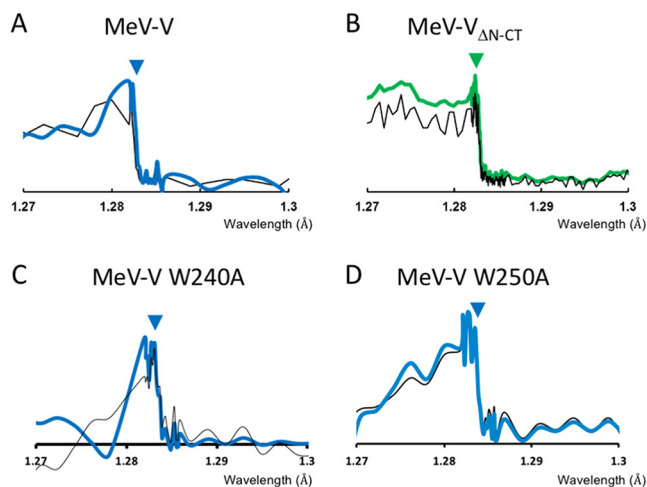 A MeV-V
1.27 1.28 1.29 1.3
Wavelength (Å)
B MeV-VΔN-CT
1.27 1.28 1.29 1.3
Wavelength (Å)
C MeV-V W240A
1.27 1.28 1.29 1.3
Wavelength (Å)
D MeV-V W250A
1.27 1.28 1.29 1.3
Wavelength (Å)